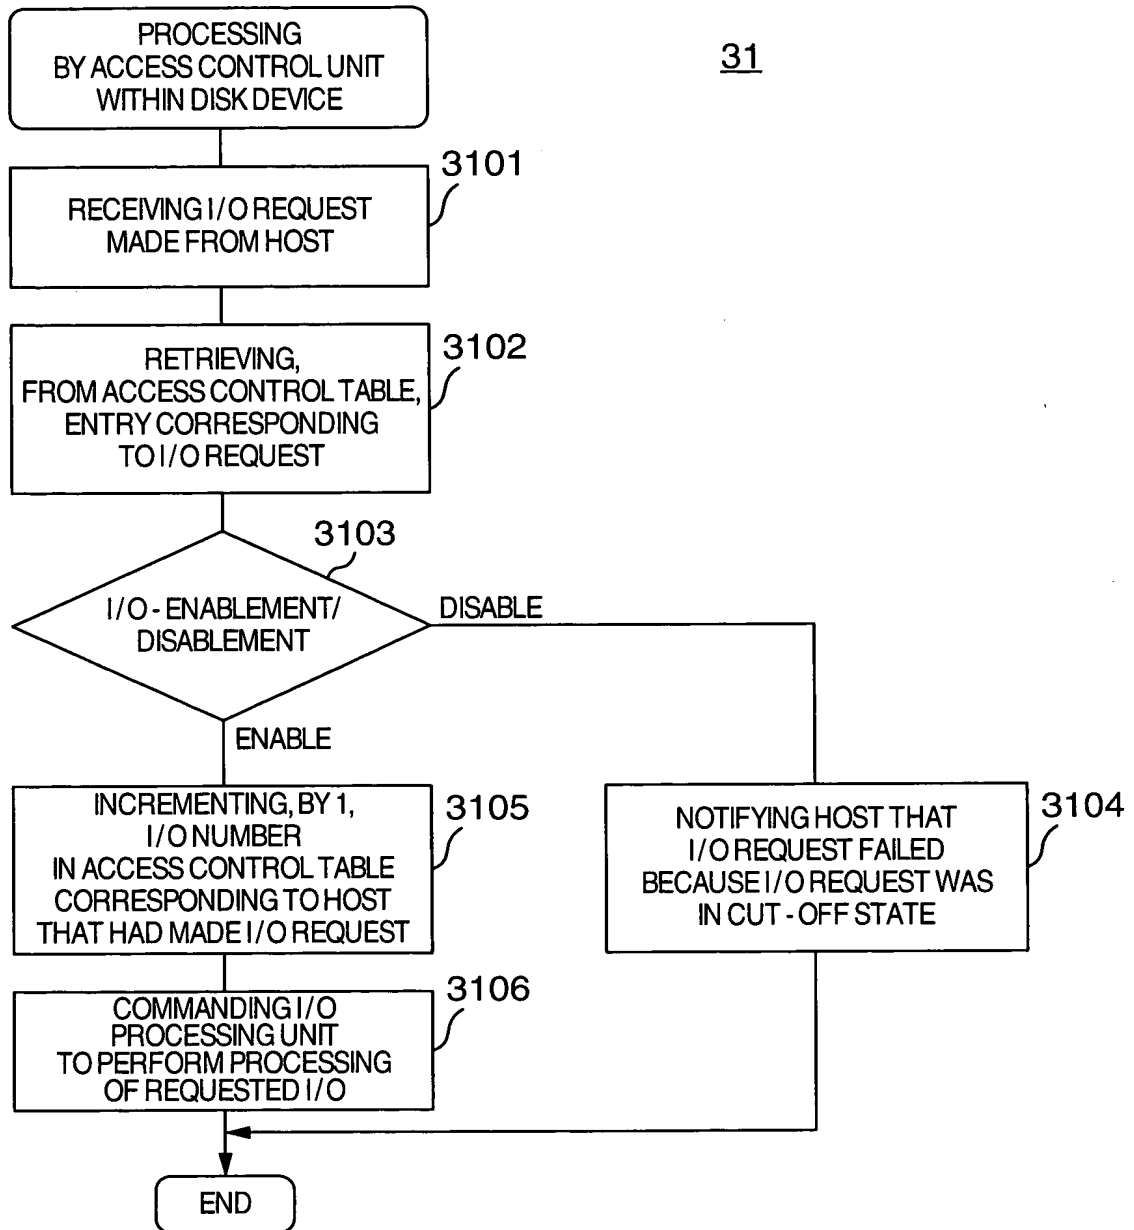 PROCESSING
BY ACCESS CONTROL UNIT
WITHIN DISK DEVICE
31
3101
RECEIVING I/O REQUEST
MADE FROM HOST
3102
RETRIEVING,
FROM ACCESS CONTROL TABLE,
ENTRY CORRESPONDING
TO I/O REQUEST
3103
I/O - ENABLEMENT/
DISABLEMENT
DISABLE
ENABLE
3105
INCREMENTING, BY 1,
I/O NUMBER
IN ACCESS CONTROL TABLE
CORRESPONDING TO HOST
THAT HAD MADE I/O REQUEST
3104
NOTIFYING HOST THAT
I/O REQUEST FAILED
BECAUSE I/O REQUEST WAS
IN CUT - OFF STATE
3106
COMMANDING I/O
PROCESSING UNIT
TO PERFORM PROCESSING
OF REQUESTED I/O
END